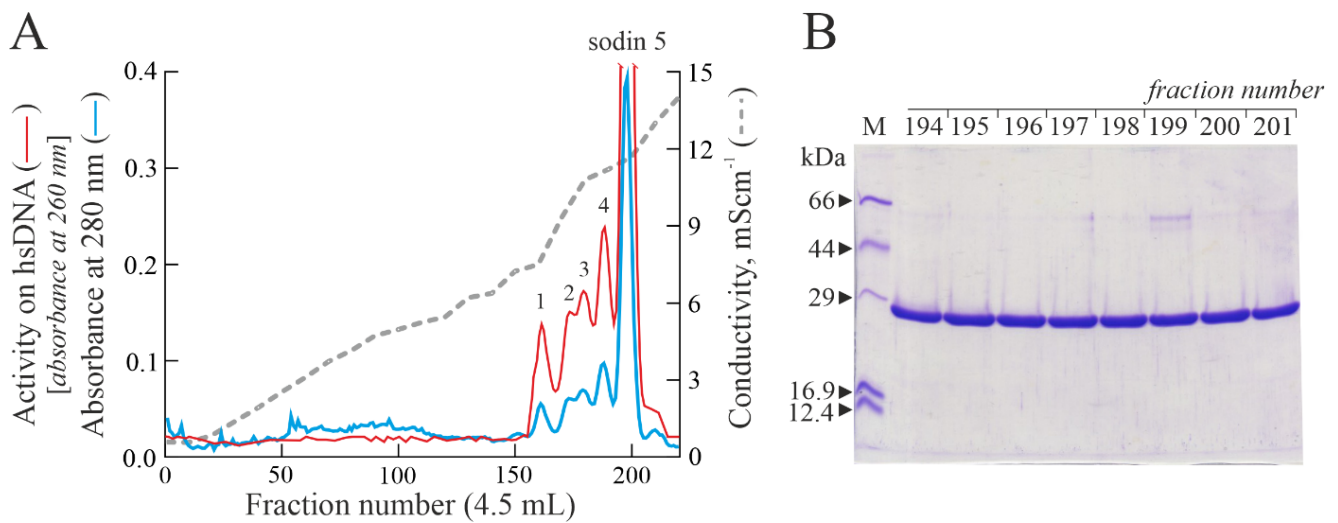 A
B
sodin 5
Activity on hsDNA (—)
[absorbance at 260 nm]
Absorbance at 280 nm (—)
0.4
0.3
0.2
0.1
0.0
1
2
3
4
0
50
100
150
200
Fraction number (4.5 mL)
15
12
9
6
3
0
Conductivity, mScm⁻¹ (---)
fraction number
M 194 195 196 197 198 199 200 201
kDa
66
44
29
16.9
12.4